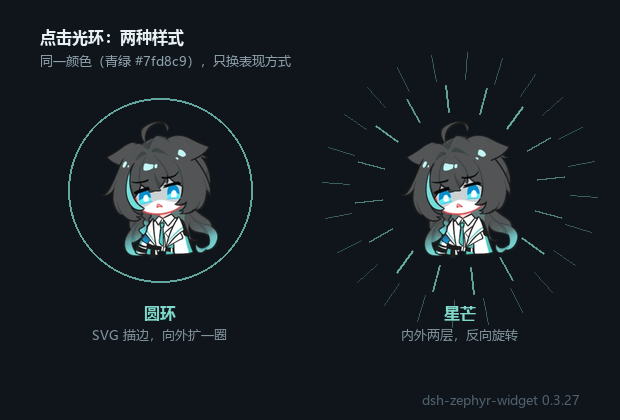 点击光环：两种样式
同一颜色（青绿 #7fd8c9），只换表现方式
圆环
SVG 描边，向外扩一圈
星芒
内外两层，反向旋转
dsh-zephyr-widget 0.3.27